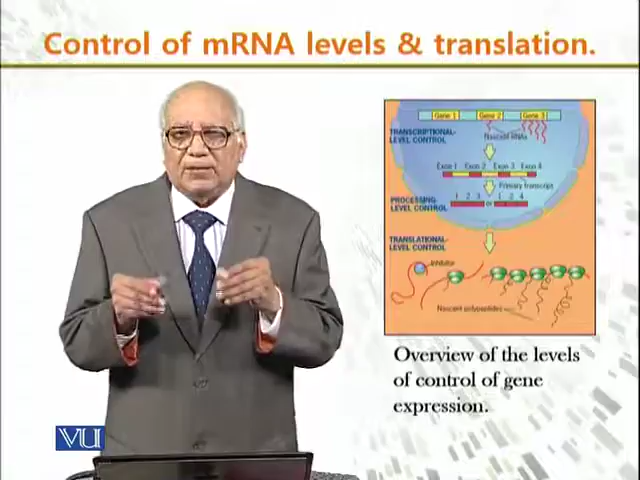 Control of mRNA levels & translation.
Gene 1 Gene 2 Gene 3
TRANSCRIPTIONAL-
LEVEL CONTROL
Nascent RNAs
Exon 1 Exon 2 Exon 3 Exon 4
Primary transcript
1 2 3 or 1 2 4
PROCESSING-
LEVEL CONTROL
TRANSLATIONAL-
LEVEL CONTROL
Inhibitor
Nascent polypeptides
Overview of the levels
of control of gene
expression.
VU